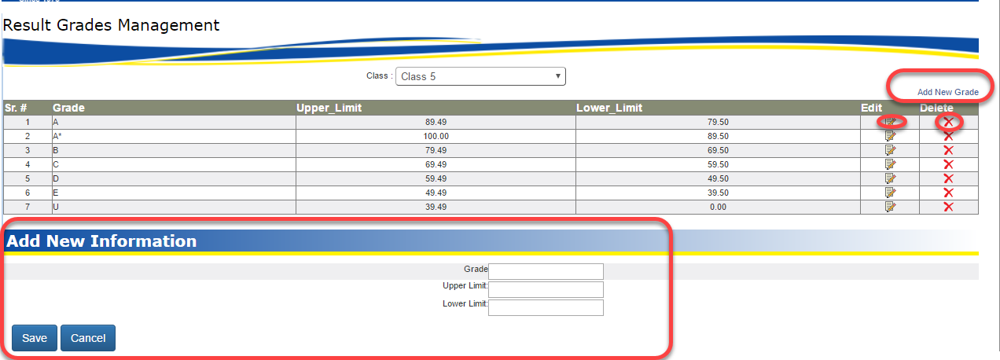 Result Grades Management
Class : Class 5
Add New Grade
Sr. # Grade Upper_Limit Lower_Limit Edit Delete
1 A 89.49 79.50
2 A* 100.00 89.50
3 B 79.49 69.50
4 C 69.49 59.50
5 D 59.49 49.50
6 E 49.49 39.50
7 U 39.49 0.00
Add New Information
Grade
Upper Limit:
Lower Limit:
Save Cancel